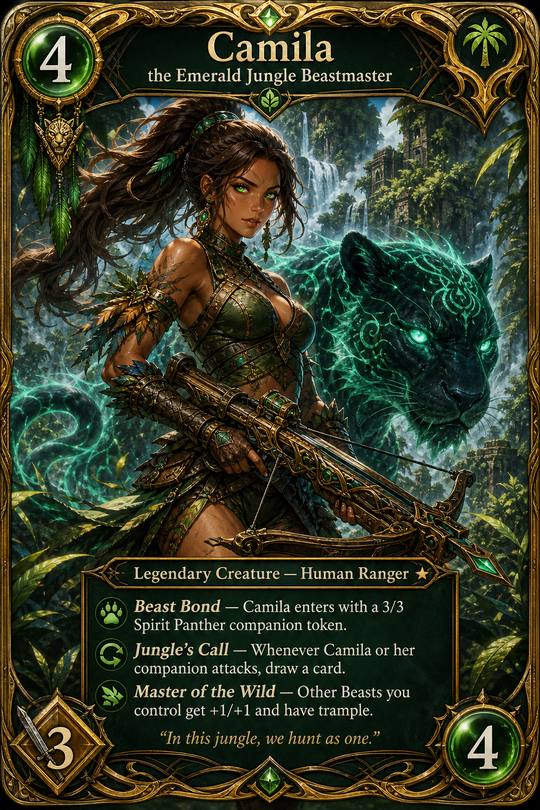 4
Camila
the Emerald Jungle Beastmaster
Legendary Creature — Human Ranger
Beast Bond — Camila enters with a 3/3
Spirit Panther companion token.
Jungle's Call — Whenever Camila or her
companion attacks, draw a card.
Master of the Wild — Other Beasts you
control get +1/+1 and have trample.
"In this jungle, we hunt as one."
3
4